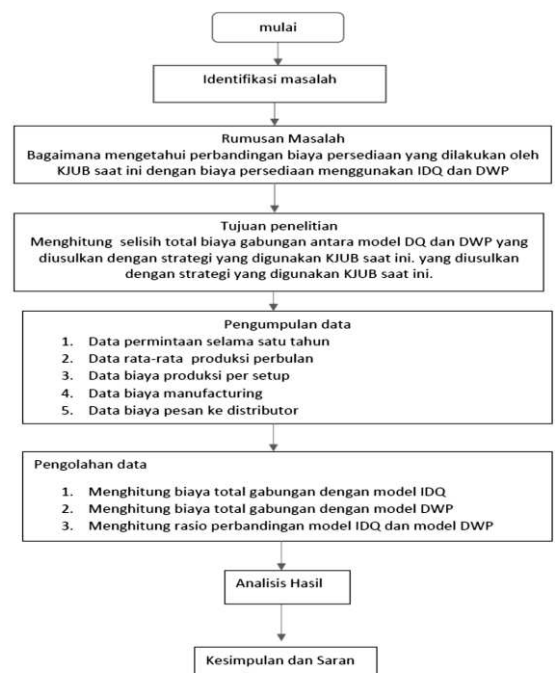 mulai
Identifikasi masalah
Rumusan Masalah
Bagaimana mengetahui perbandingan biaya persediaan yang dilakukan oleh
KJUB saat ini dengan biaya persediaan menggunakan IDQ dan DWP
Tujuan penelitian
Menghitung selisih total biaya gabungan antara model DQ dan DWP yang
diusulkan dengan strategi yang digunakan KJUB saat ini. yang diusulkan
dengan strategi yang digunakan KJUB saat ini.
Pengumpulan data
1. Data permintaan selama satu tahun
2. Data rata-rata produksi perbulan
3. Data biaya produksi per setup
4. Data biaya manufacturing
5. Data biaya pesan ke distributor
Pengolahan data
1. Menghitung biaya total gabungan dengan model IDQ
2. Menghitung biaya total gabungan dengan model DWP
3. Menghitung rasio perbandingan model IDQ dan model DWP
Analisis Hasil
Kesimpulan dan Saran